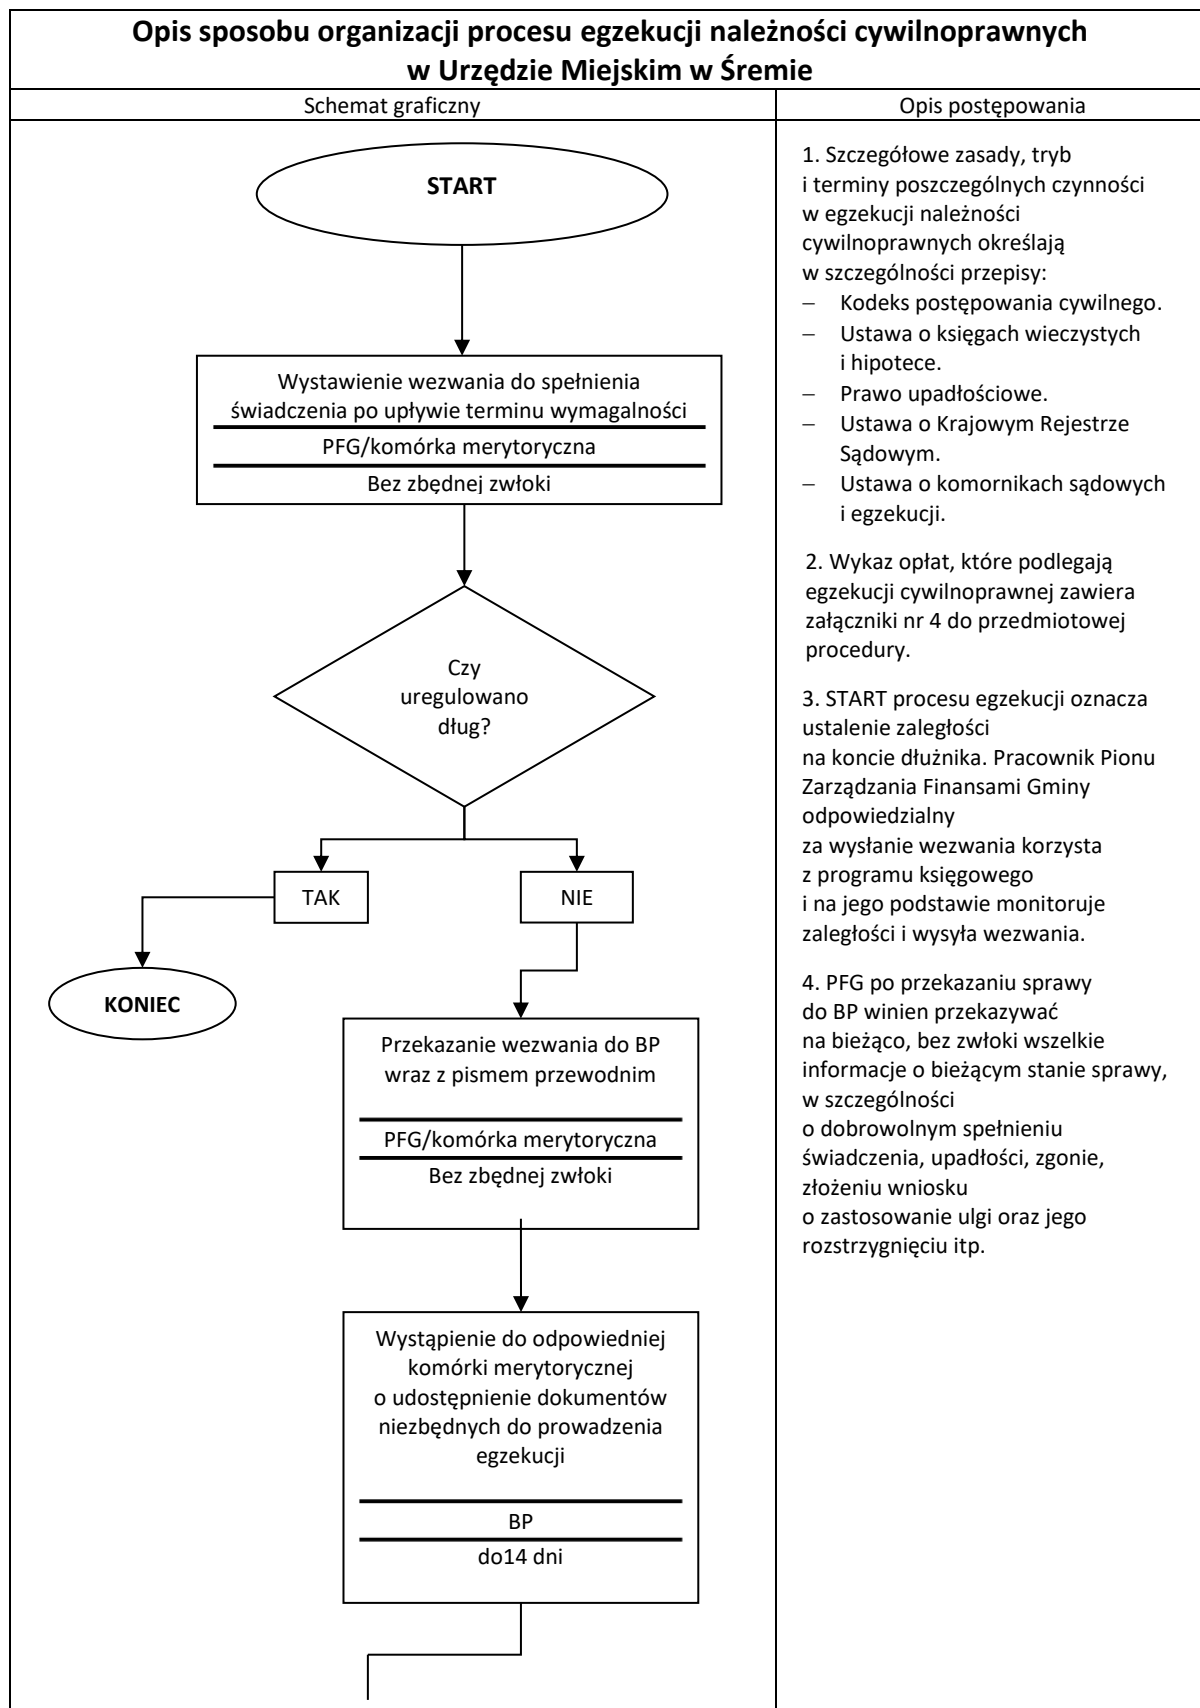 Opis sposobu organizacji procesu egzekucji należności cywilnoprawnych
w Urzędzie Miejskim w Śremie
Schemat graficzny
Opis postępowania
START
Wystawienie wezwania do spełnienia
świadczenia po upływie terminu wymagalności
PFG/komórka merytoryczna
Bez zbędnej zwłoki
Czy
uregulowano
dług?
TAK
NIE
KONIEC
Przekazanie wezwania do BP
wraz z pismem przewodnim
PFG/komórka merytoryczna
Bez zbędnej zwłoki
Wystąpienie do odpowiedniej
komórki merytorycznej
o udostępnienie dokumentów
niezbędnych do prowadzenia
egzekucji
BP
do14 dni
1. Szczegółowe zasady, tryb
i terminy poszczególnych czynności
w egzekucji należności
cywilnoprawnych określają
w szczególności przepisy:
– Kodeks postępowania cywilnego.
– Ustawa o księgach wieczystych
i hipotece.
– Prawo upadłościowe.
– Ustawa o Krajowym Rejestrze
Sądowym.
– Ustawa o komornikach sądowych
i egzekucji.
2. Wykaz opłat, które podlegają
egzekucji cywilnoprawnej zawiera
załączniki nr 4 do przedmiotowej
procedury.
3. START procesu egzekucji oznacza
ustalenie zaległości
na koncie dłużnika. Pracownik Pionu
Zarządzania Finansami Gminy
odpowiedzialny
za wysłanie wezwania korzysta
z programu księgowego
i na jego podstawie monitoruje
zaległości i wysyła wezwania.
4. PFG po przekazaniu sprawy
do BP winien przekazywać
na bieżąco, bez zwłoki wszelkie
informacje o bieżącym stanie sprawy,
w szczególności
o dobrowolnym spełnieniu
świadczenia, upadłości, zgonie,
złożeniu wniosku
o zastosowanie ulgi oraz jego
rozstrzygnięciu itp.